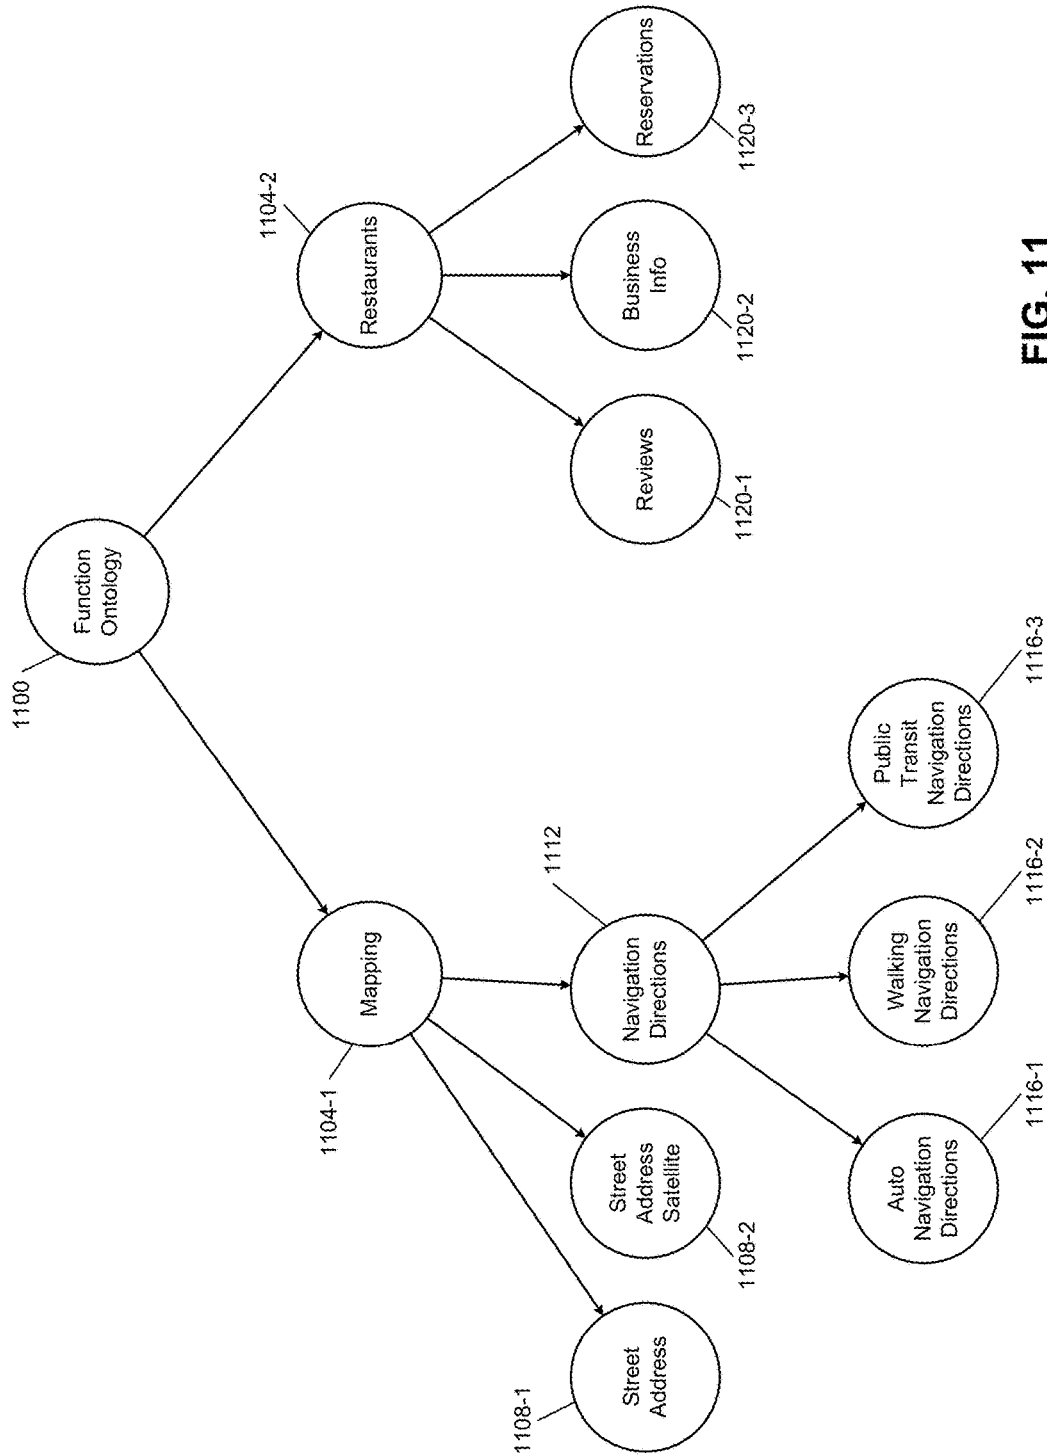 1100
Function
Ontology
1104-1
Mapping
1104-2
Restaurants
1108-1
Street
Address
1108-2
Street
Address
Satellite
1112
Navigation
Directions
1120-1
Reviews
1120-2
Business
Info
1120-3
Reservations
1116-1
Auto
Navigation
Directions
1116-2
Walking
Navigation
Directions
1116-3
Public
Transit
Navigation
Directions
FIG. 11